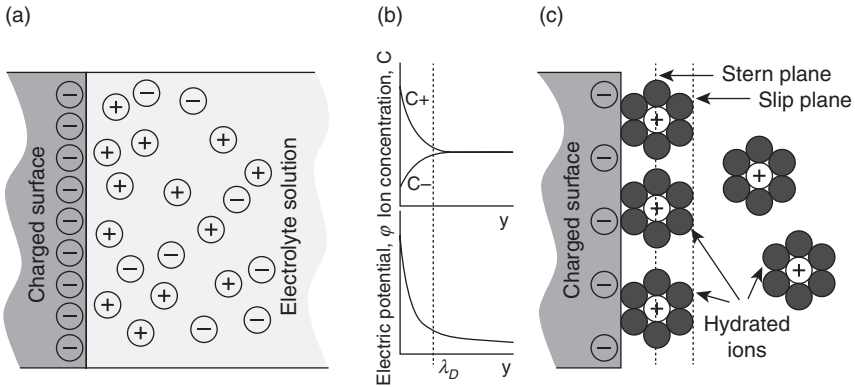 (a)
Charged surface
Electrolyte solution
(b)
Electric potential, φ Ion concentration, C
C+
C−
y
λD
y
(c)
Charged surface
Stern plane
Slip plane
Hydrated
ions